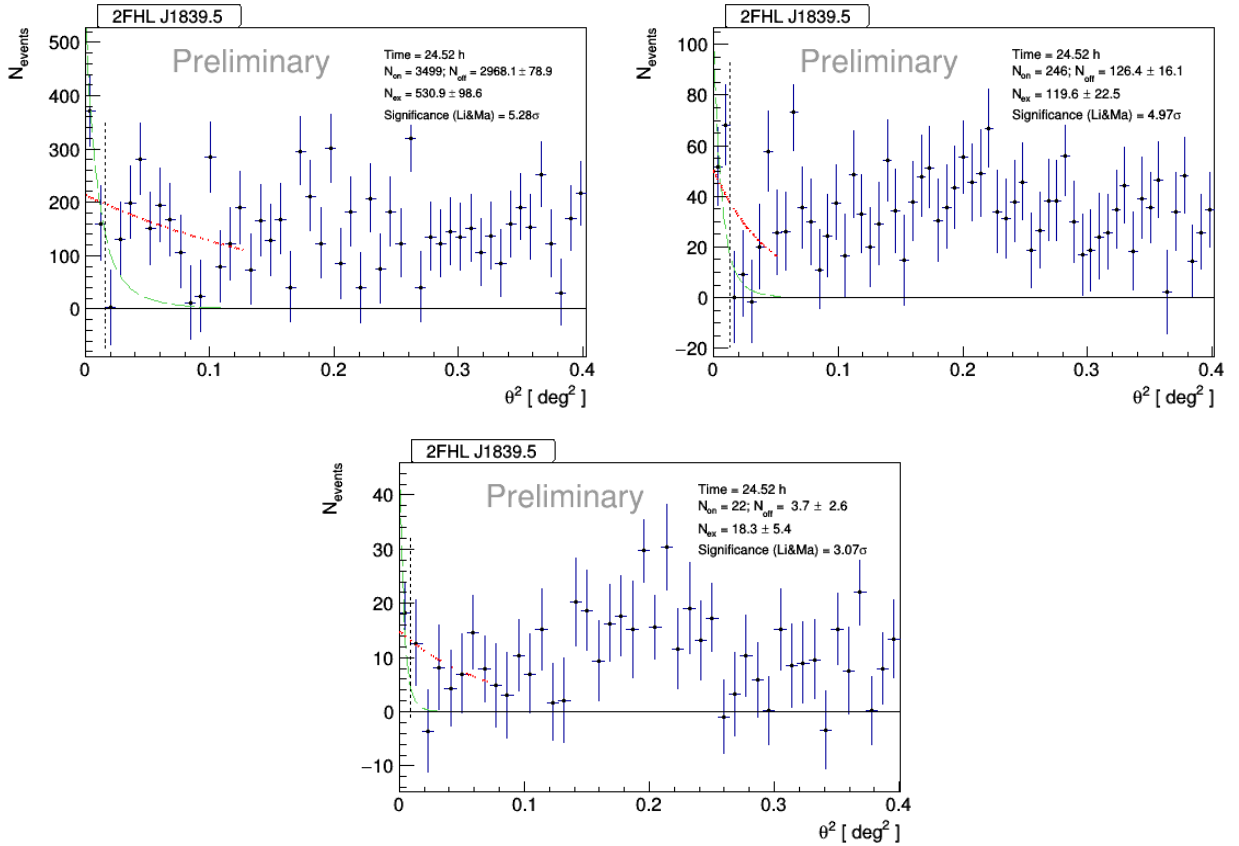 2FHL J1839.5
Preliminary
Time = 24.52 h
N_on = 3499; N_off = 2968.1 ± 78.9
N_ex = 530.9 ± 98.6
Significance (Li&Ma) = 5.28σ
N_events
500
400
300
200
100
0
0 0.1 0.2 0.3 0.4
θ² [ deg² ]
2FHL J1839.5
Preliminary
Time = 24.52 h
N_on = 246; N_off = 126.4 ± 16.1
N_ex = 119.6 ± 22.5
Significance (Li&Ma) = 4.97σ
N_events
100
80
60
40
20
0
−20
0 0.1 0.2 0.3 0.4
θ² [ deg² ]
2FHL J1839.5
Preliminary
Time = 24.52 h
N_on = 22; N_off = 3.7 ± 2.6
N_ex = 18.3 ± 5.4
Significance (Li&Ma) = 3.07σ
N_events
40
30
20
10
0
−10
0 0.1 0.2 0.3 0.4
θ² [ deg² ]